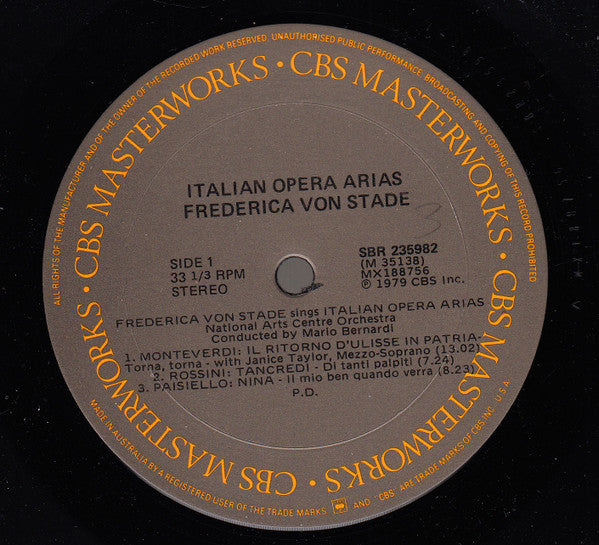 ALL RIGHTS OF THE MANUFACTURER AND OF THE OWNER OF THE RECORDED WORK RESERVED. UNAUTHORISED PUBLIC PERFORMANCE, BROADCASTING AND COPYING OF THIS RECORD PROHIBITED
CBS MASTERWORKS · CBS MASTERWORKS · CBS MASTERWORKS · CBS MASTERWORKS ·
ITALIAN OPERA ARIAS
FREDERICA VON STADE
3
SIDE 1
33 1/3 RPM
STEREO
SBR 235982
(M 35138)
MX188756
℗ 1979 CBS Inc.
FREDERICA VON STADE sings ITALIAN OPERA ARIAS
National Arts Centre Orchestra
Conducted by Mario Bernardi
1. MONTEVERDI: IL RITORNO D'ULISSE IN PATRIA-
Torna, torna - with Janice Taylor, Mezzo-Soprano (13.02)
2. ROSSINI: TANCREDI - Di tanti palpiti (7.24)
3. PAISIELLO: NINA - Il mio ben quando verra (8.23)
P.D.
MADE IN AUSTRALIA BY A REGISTERED USER OF THE TRADE MARKS AND CBS ARE TRADE MARKS OF CBS INC. U.S.A.